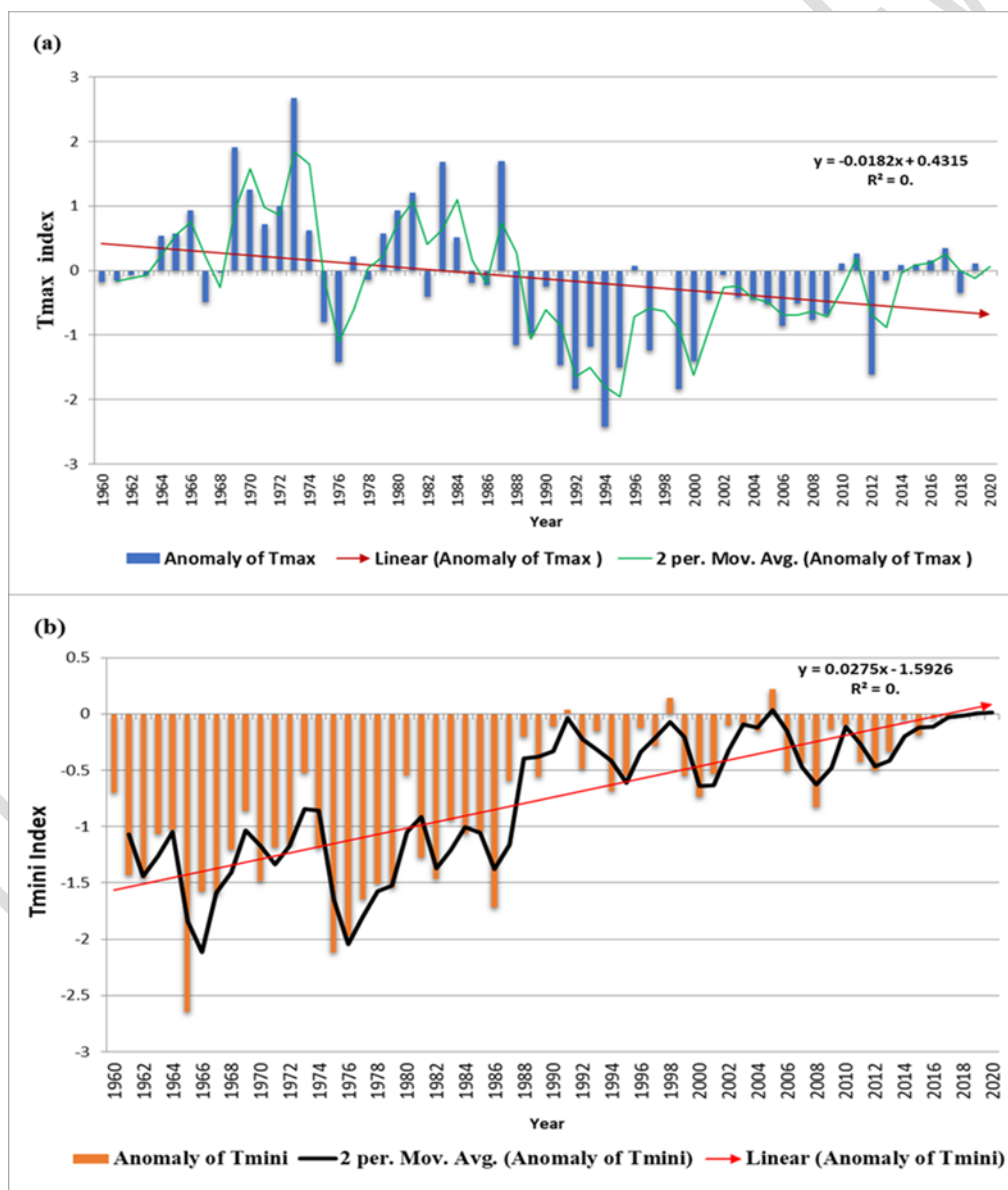 (a)
3
2
1
0
-1
-2
-3
Tmax index
y = -0.0182x + 0.4315
R² = 0.
1960 1962 1964 1966 1968 1970 1972 1974 1976 1978 1980 1982 1984 1986 1988 1990 1992 1994 1996 1998 2000 2002 2004 2006 2008 2010 2012 2014 2016 2018 2020
Year
Anomaly of Tmax Linear (Anomaly of Tmax ) 2 per. Mov. Avg. (Anomaly of Tmax )
(b)
0.5
0
-0.5
-1
-1.5
-2
-2.5
-3
Tmini Index
y = 0.0275x - 1.5926
R² = 0.
1960 1962 1964 1966 1968 1970 1972 1974 1976 1978 1980 1982 1984 1986 1988 1990 1992 1994 1996 1998 2000 2002 2004 2006 2008 2010 2012 2014 2016 2018 2020
Year
Anomaly of Tmini 2 per. Mov. Avg. (Anomaly of Tmini) Linear (Anomaly of Tmini)